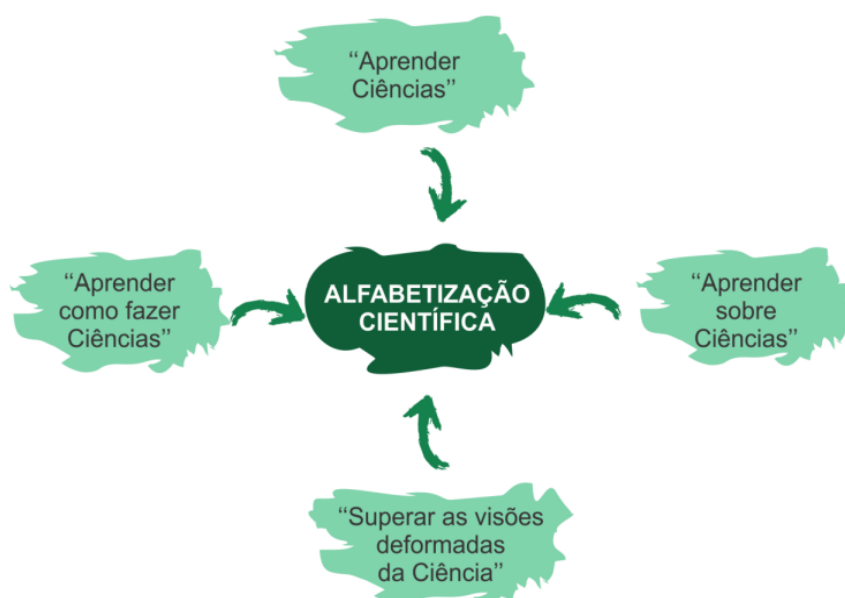 “Aprender
Ciências”
“Aprender
como fazer
Ciências”
ALFABETIZAÇÃO
CIENTÍFICA
“Aprender
sobre
Ciências”
“Superar as visões
deformadas
da Ciência”